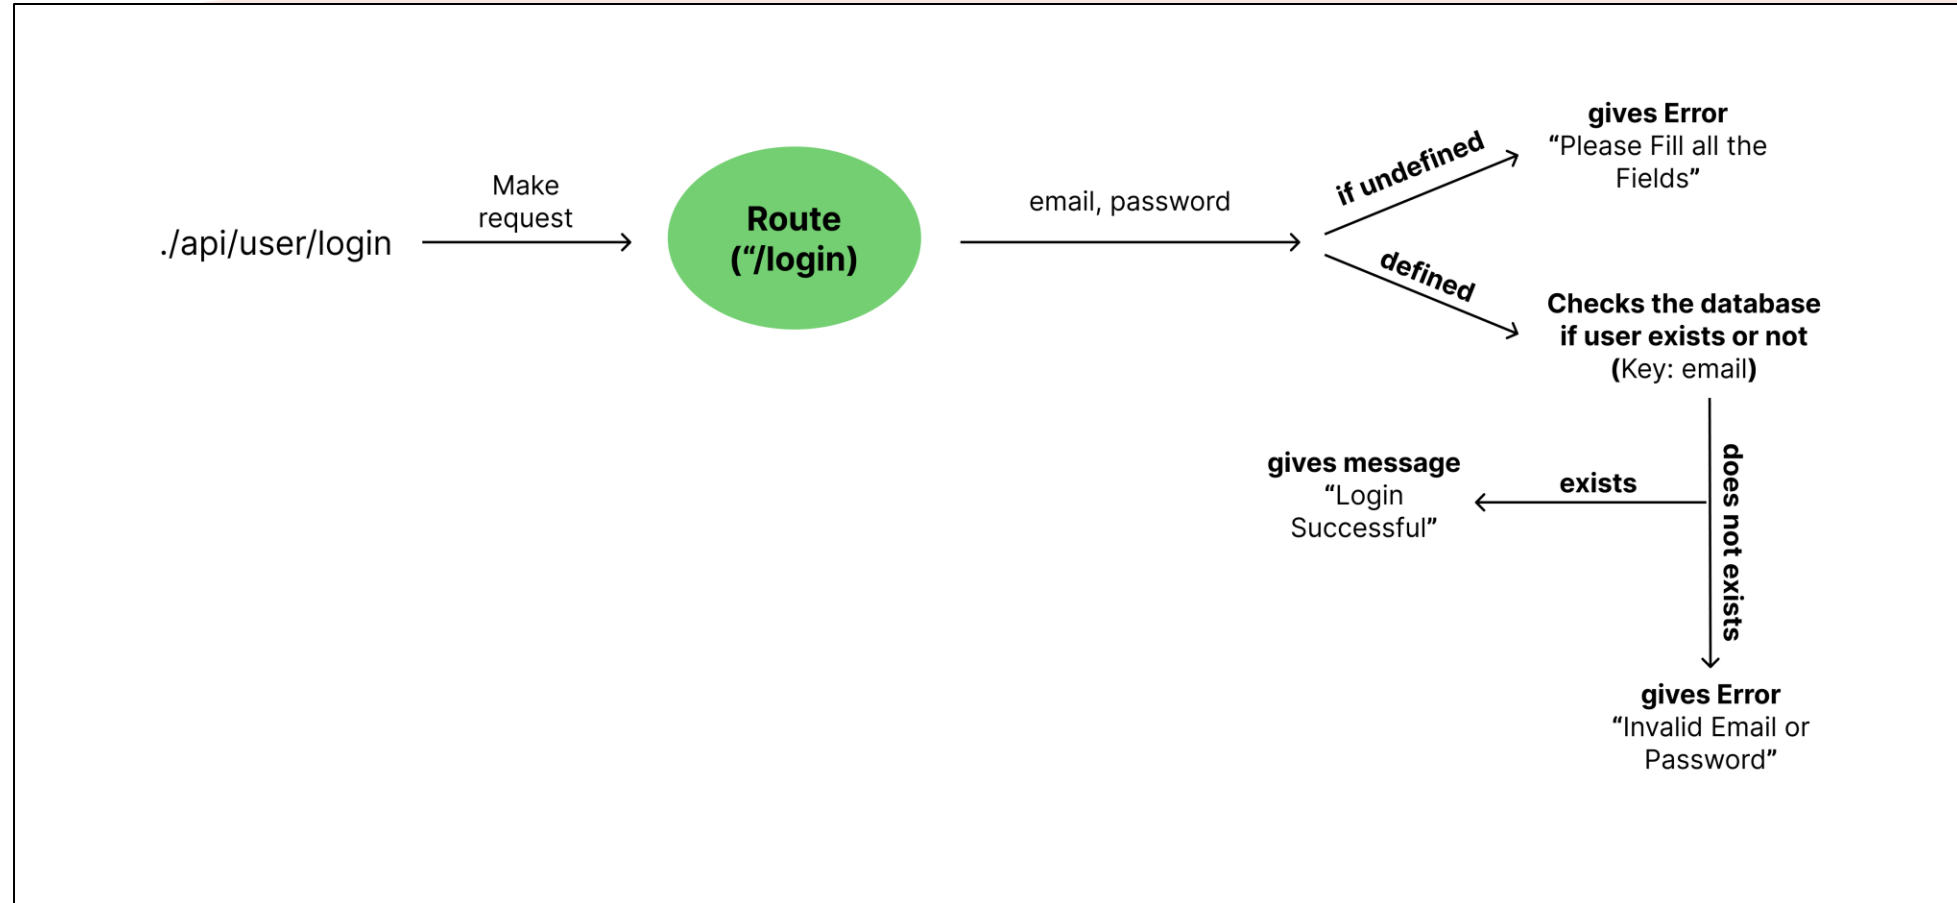 ./api/user/login
Make
request
Route
(“/login)
email, password
if undefined
gives Error
“Please Fill all the
Fields”
defined
Checks the database
if user exists or not
(Key: email)
exists
gives message
“Login
Successful”
does not exists
gives Error
“Invalid Email or
Password”